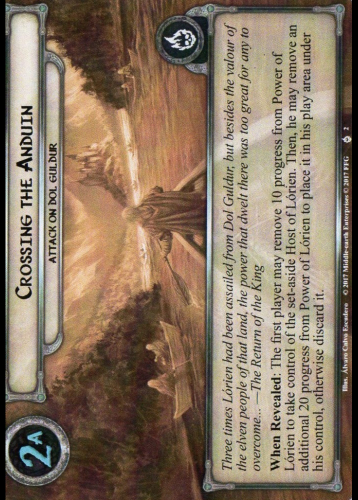 2A
Crossing the Anduin
Attack on Dol Guldur
Three times Lórien had been assailed from Dol Guldur, but besides the valour of
the elven people of that land, the power that dwelt there was too great for any to
overcome... —The Return of the King
When Revealed: The first player may remove 10 progress from Power of
Lórien to take control of the set-aside Host of Lórien. Then, he may remove an
additional 20 progress from Power of Lórien to place it in his play area under
his control, otherwise discard it.
Illus. Álvaro Calvo Escudero © 2017 Middle-earth Enterprises © 2017 FFG 2